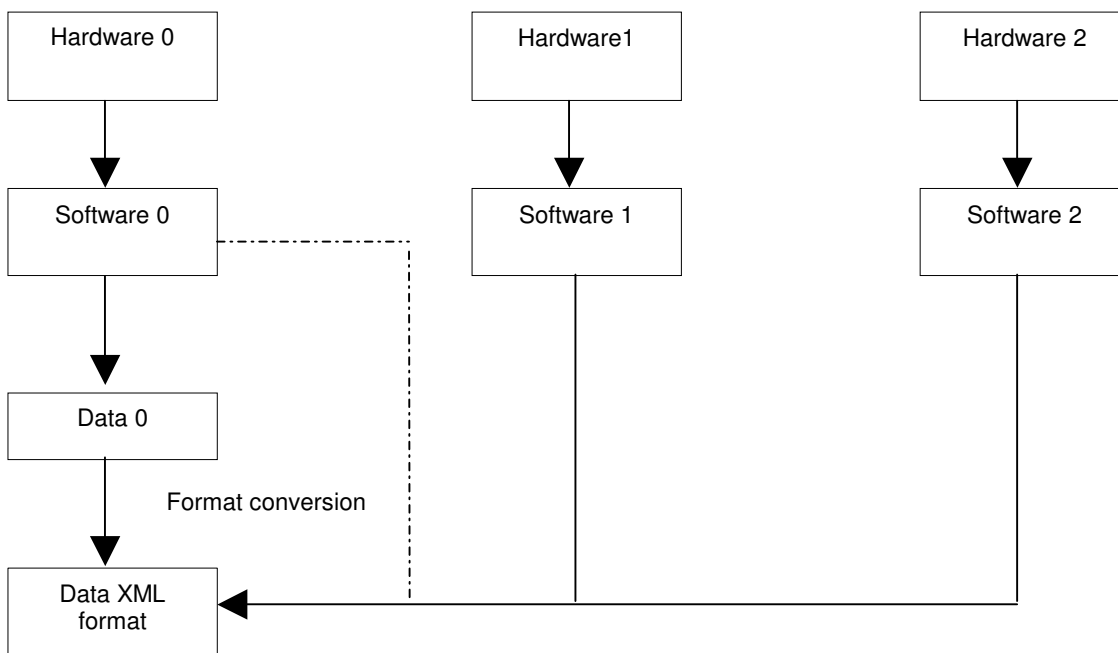 Hardware 0
Hardware1
Hardware 2
Software 0
Software 1
Software 2
Data 0
Format conversion
Data XML
format